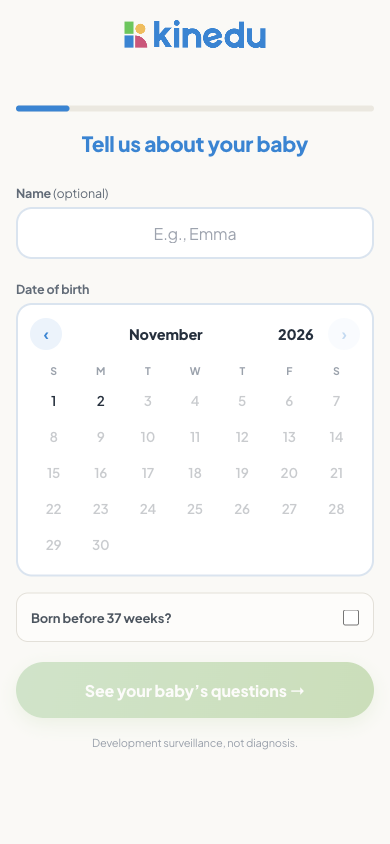 kinedu
Tell us about your baby
Name (optional)
E.g., Emma
Date of birth
‹ November 2026 ›
S M T W T F S
1 2 3 4 5 6 7
8 9 10 11 12 13 14
15 16 17 18 19 20 21
22 23 24 25 26 27 28
29 30
Born before 37 weeks?
See your baby’s questions →
Development surveillance, not diagnosis.